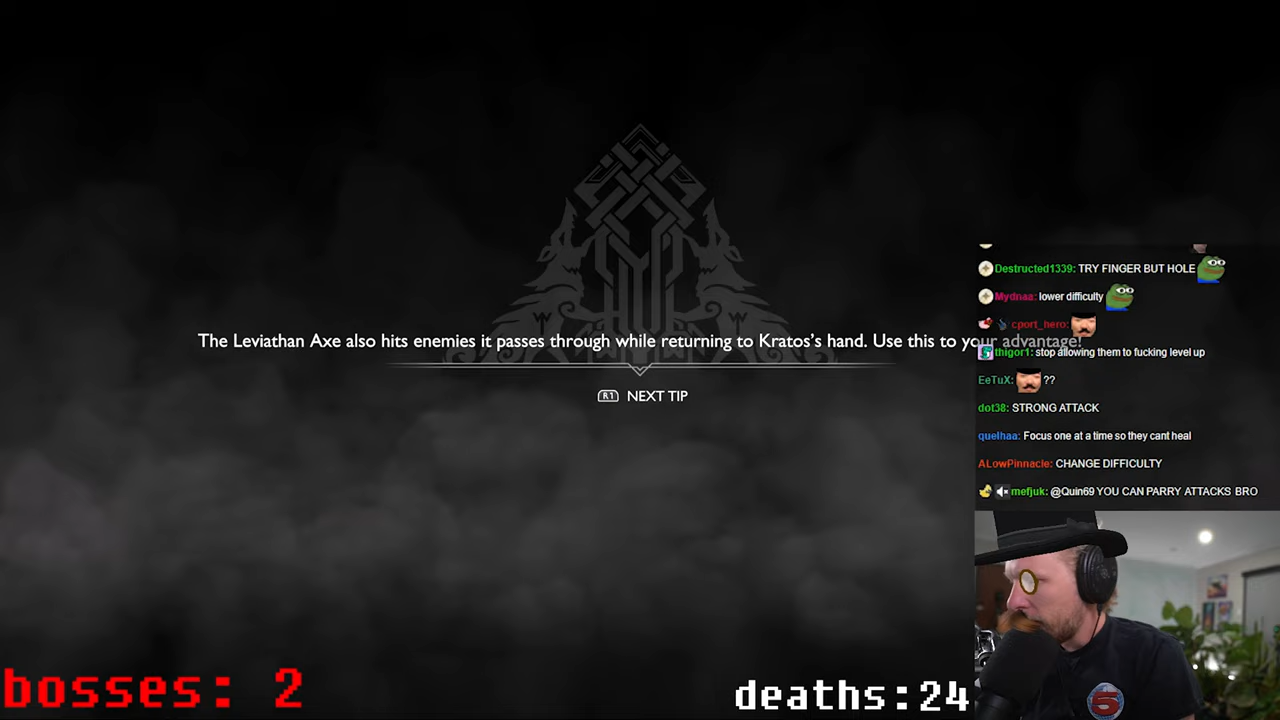 Destructed1339: TRY FINGER BUT HOLE
Mydnaa: lower difficulty
cport_hero:
The Leviathan Axe also hits enemies it passes through while returning to Kratos's hand. Use this to your advantage!
thigor1: stop allowing them to fucking level up
EeTuX: ??
R1 NEXT TIP
dot38: STRONG ATTACK
quelhaa: Focus one at a time so they cant heal
ALowPinnacle: CHANGE DIFFICULTY
mefjuk: @Quin69 YOU CAN PARRY ATTACKS BRO
bosses: 2
deaths:24